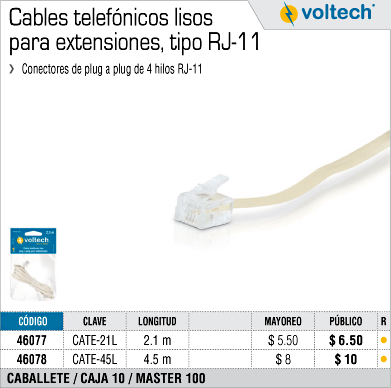 Cables telefónicos lisos
para extensiones, tipo RJ-11
voltech
❯ Conectores de plug a plug de 4 hilos RJ-11
voltech
CÓDIGO CLAVE LONGITUD MAYOREO PÚBLICO R
46077 CATE-21L 2.1 m $ 5.50 $ 6.50
46078 CATE-45L 4.5 m $ 8 $ 10
CABALLETE / CAJA 10 / MASTER 100